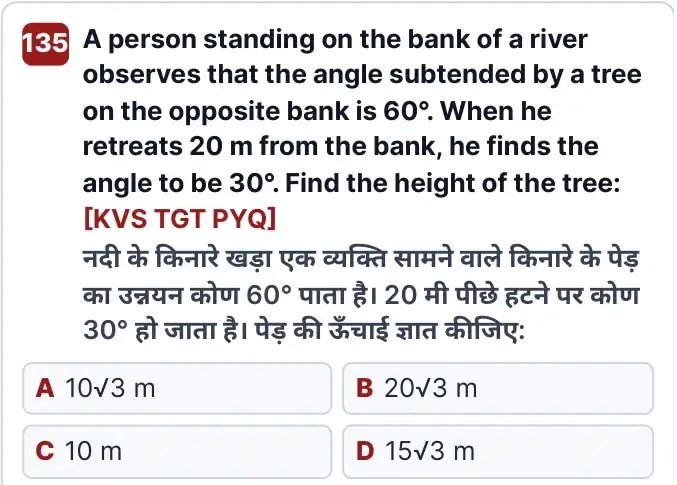 135 A person standing on the bank of a river
observes that the angle subtended by a tree
on the opposite bank is 60°. When he
retreats 20 m from the bank, he finds the
angle to be 30°. Find the height of the tree:
[KVS TGT PYQ]
नदी के किनारे खड़ा एक व्यक्ति सामने वाले किनारे के पेड़
का उन्नयन कोण 60° पाता है। 20 मी पीछे हटने पर कोण
30° हो जाता है। पेड़ की ऊँचाई ज्ञात कीजिए:
A 10√3 m
B 20√3 m
C 10 m
D 15√3 m